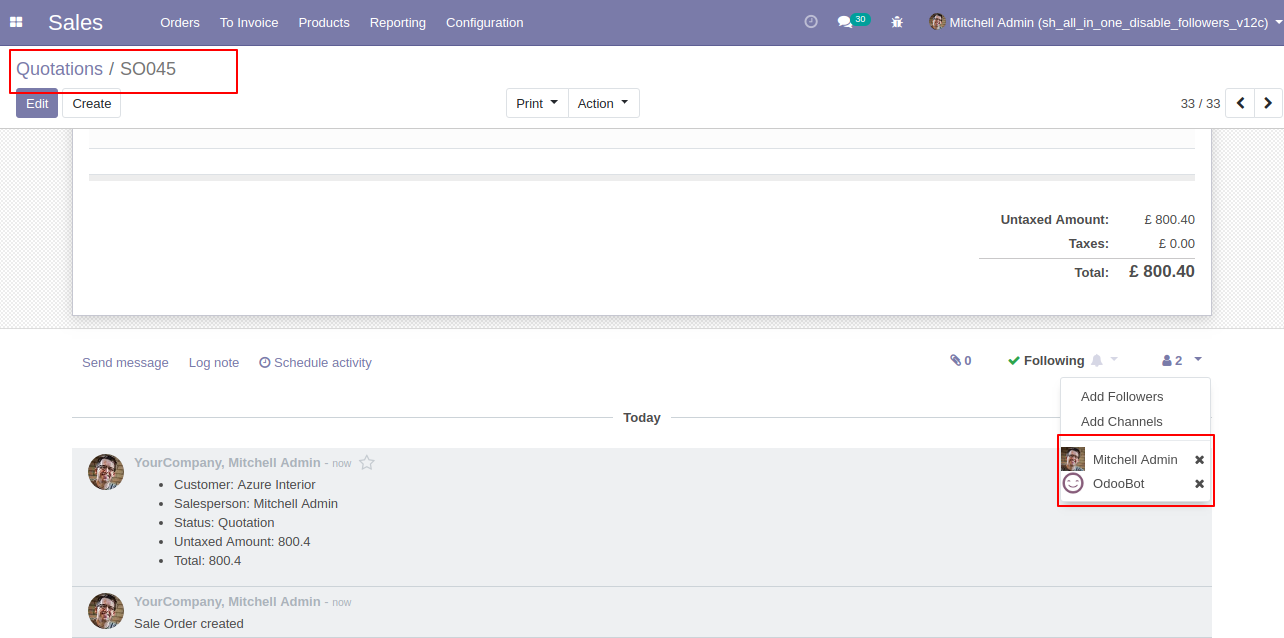 Sales Orders To Invoice Products Reporting Configuration 30 Mitchell Admin (sh_all_in_one_disable_followers_v12c)
Quotations / SO045
Edit Create Print Action 33 / 33
Untaxed Amount: £ 800.40
Taxes: £ 0.00
Total: £ 800.40
Send message Log note Schedule activity 0 Following 2
Add Followers
Add Channels
Today
Mitchell Admin
OdooBot
YourCompany, Mitchell Admin - now
Customer: Azure Interior
Salesperson: Mitchell Admin
Status: Quotation
Untaxed Amount: 800.4
Total: 800.4
YourCompany, Mitchell Admin - now
Sale Order created